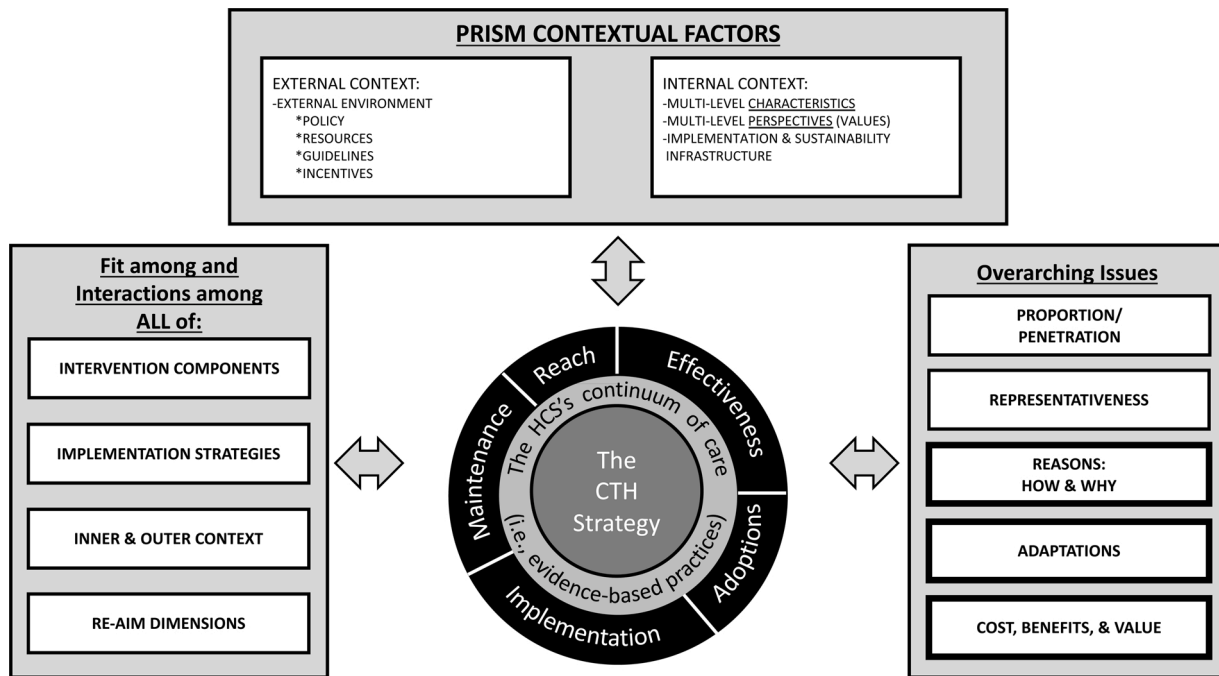 PRISM CONTEXTUAL FACTORS
EXTERNAL CONTEXT:
-EXTERNAL ENVIRONMENT
*POLICY
*RESOURCES
*GUIDELINES
*INCENTIVES
INTERNAL CONTEXT:
-MULTI-LEVEL CHARACTERISTICS
-MULTI-LEVEL PERSPECTIVES (VALUES)
-IMPLEMENTATION & SUSTAINABILITY
INFRASTRUCTURE
Fit among and
Interactions among
ALL of:
INTERVENTION COMPONENTS
IMPLEMENTATION STRATEGIES
INNER & OUTER CONTEXT
RE-AIM DIMENSIONS
Reach
Effectiveness
Adoptions
Implementation
Maintenance
The HCS's continuum of care
(i.e., evidence-based practices)
The
CTH
Strategy
Overarching Issues
PROPORTION/
PENETRATION
REPRESENTATIVENESS
REASONS:
HOW & WHY
ADAPTATIONS
COST, BENEFITS, & VALUE